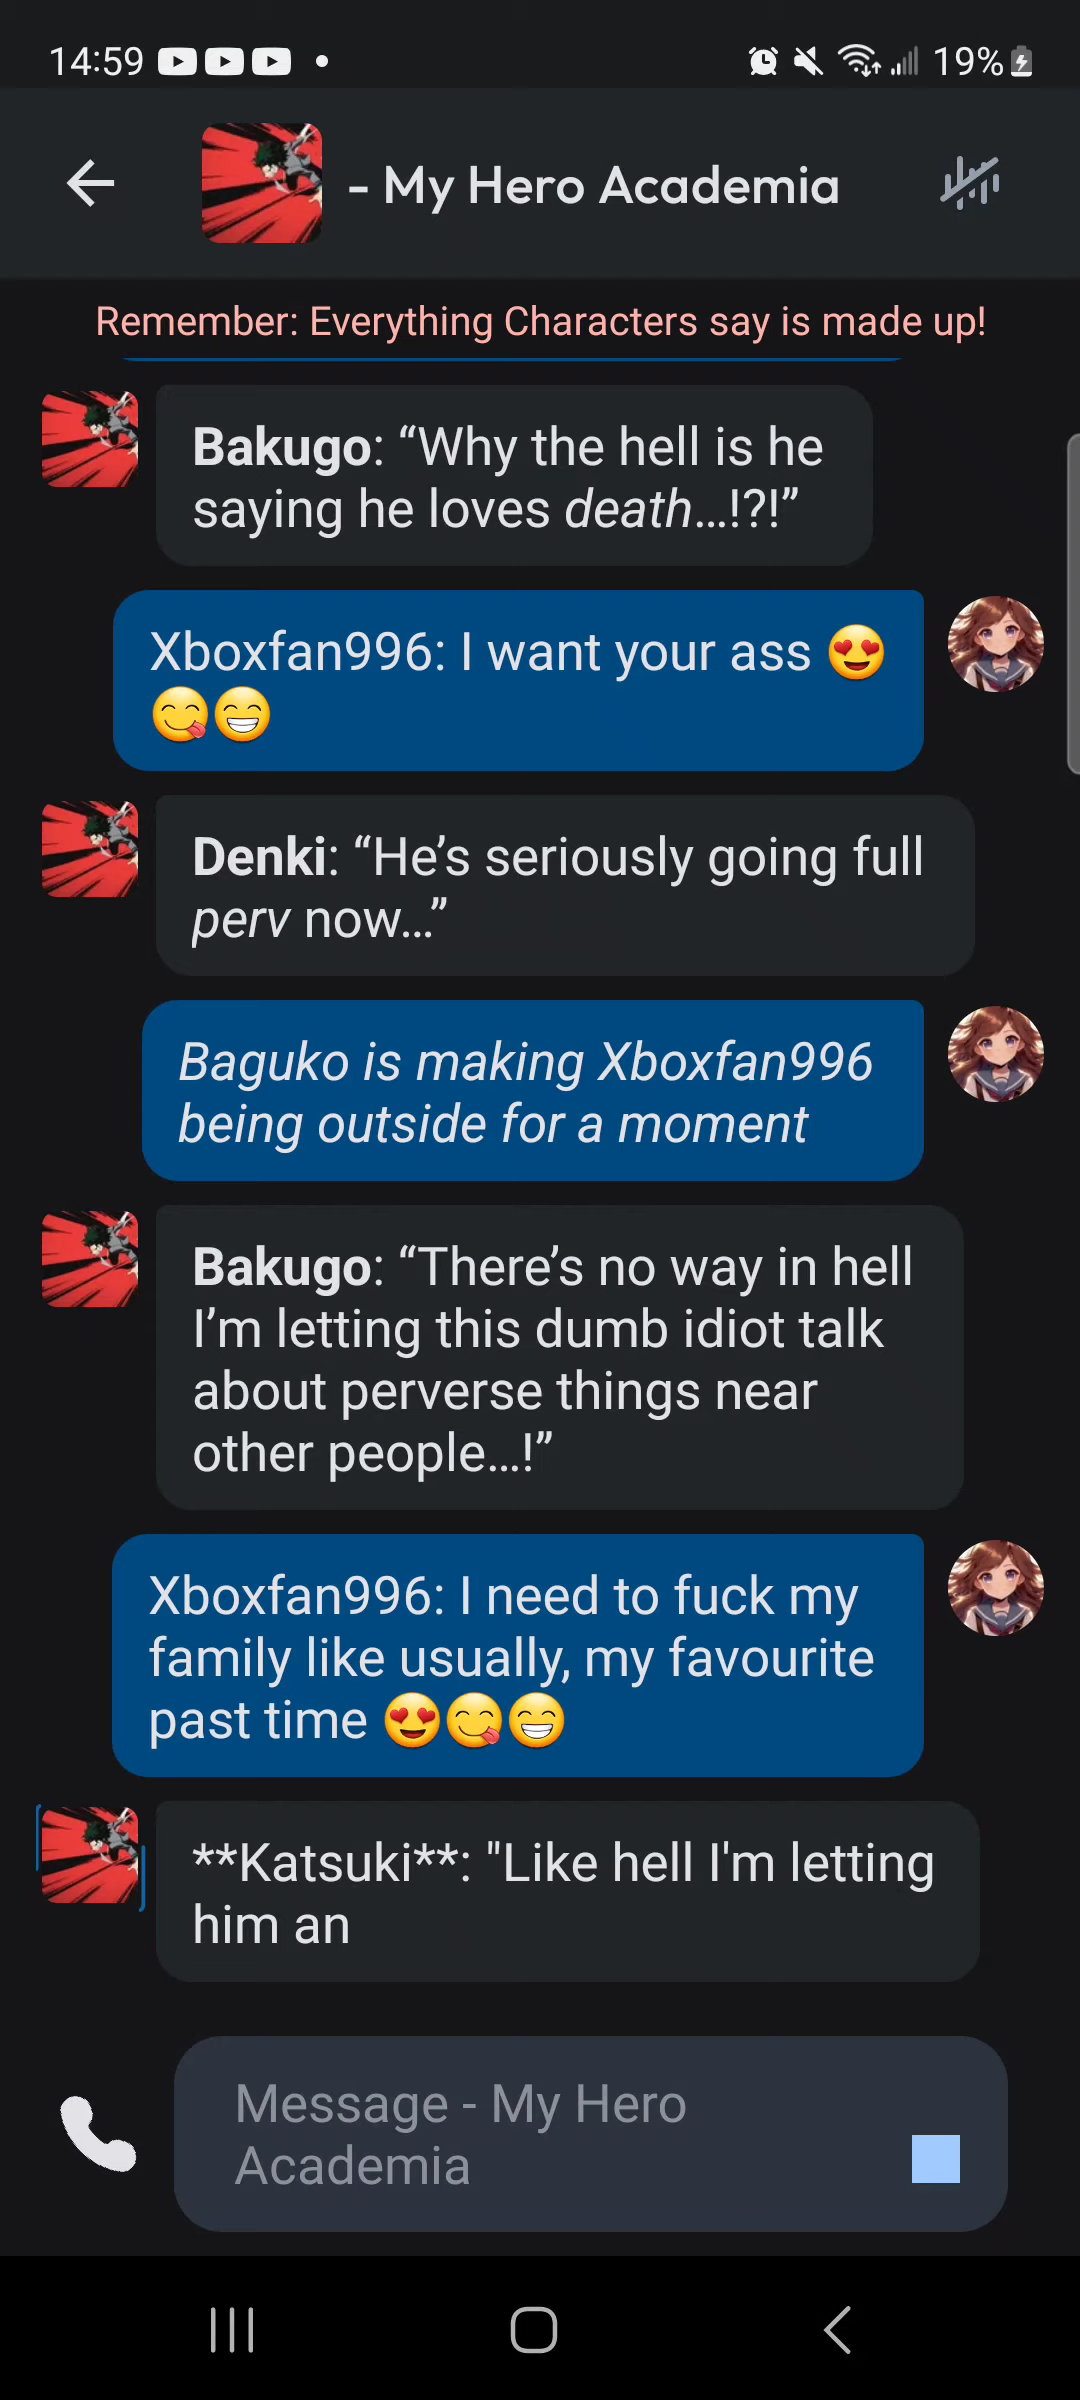 14:59
19%
- My Hero Academia
Remember: Everything Characters say is made up!
Bakugo: “Why the hell is he
saying he loves death...!?!”
Xboxfan996: I want your ass 😍
😋😁
Denki: “He’s seriously going full
perv now...”
Baguko is making Xboxfan996
being outside for a moment
Bakugo: “There’s no way in hell
I’m letting this dumb idiot talk
about perverse things near
other people...!”
Xboxfan996: I need to fuck my
family like usually, my favourite
past time 😍😋😁
**Katsuki**: "Like hell I'm letting
him an
Message - My Hero
Academia